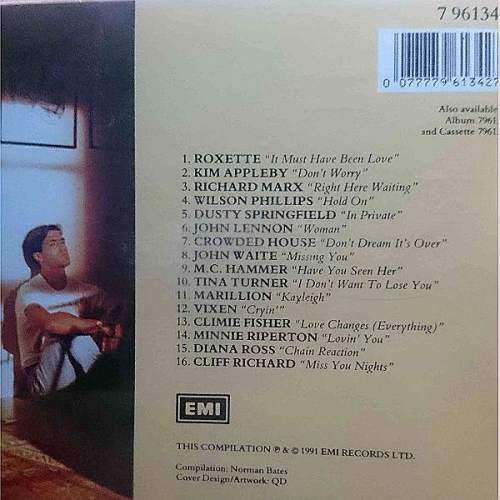 7 96134
0 077779 613427
Also available
Album 7961
and Cassette 7961
1. ROXETTE "It Must Have Been Love"
2. KIM APPLEBY "Don't Worry"
3. RICHARD MARX "Right Here Waiting"
4. WILSON PHILLIPS "Hold On"
5. DUSTY SPRINGFIELD "In Private"
6. JOHN LENNON "Woman"
7. CROWDED HOUSE "Don't Dream It's Over"
8. JOHN WAITE "Missing You"
9. M.C. HAMMER "Have You Seen Her"
10. TINA TURNER "I Don't Want To Lose You"
11. MARILLION "Kayleigh"
12. VIXEN "Cryin'"
13. CLIMIE FISHER "Love Changes (Everything)"
14. MINNIE RIPERTON "Lovin' You"
15. DIANA ROSS "Chain Reaction"
16. CLIFF RICHARD "Miss You Nights"
EMI
THIS COMPILATION ℗ & © 1991 EMI RECORDS LTD.
Compilation: Norman Bates
Cover Design/Artwork: QD